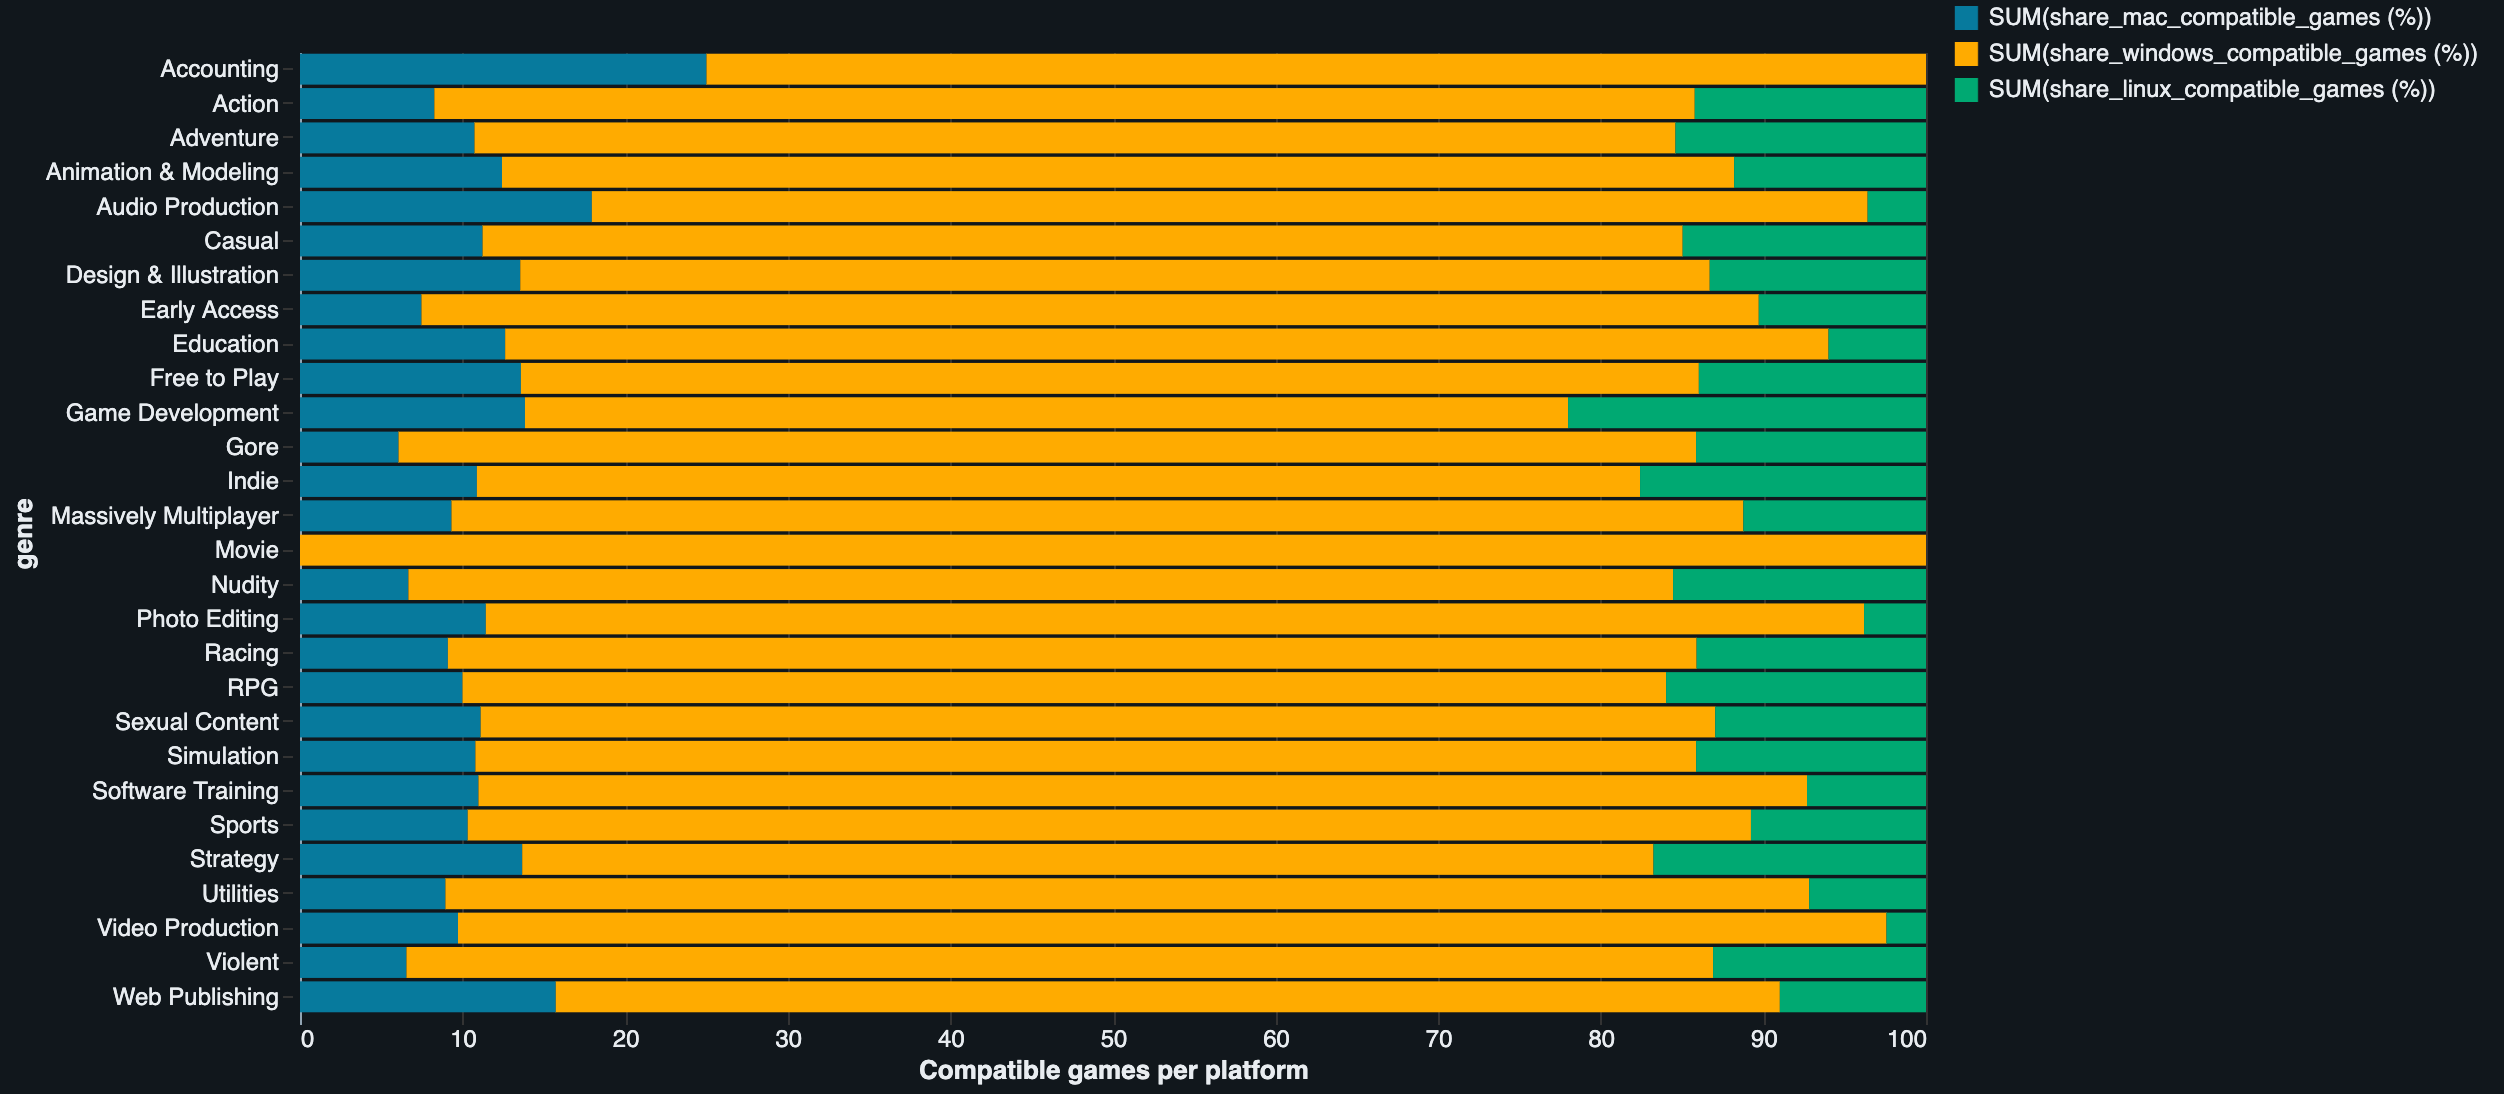 SUM(share_mac_compatible_games (%))
SUM(share_windows_compatible_games (%))
SUM(share_linux_compatible_games (%))
genre
Accounting
Action
Adventure
Animation & Modeling
Audio Production
Casual
Design & Illustration
Early Access
Education
Free to Play
Game Development
Gore
Indie
Massively Multiplayer
Movie
Nudity
Photo Editing
Racing
RPG
Sexual Content
Simulation
Software Training
Sports
Strategy
Utilities
Video Production
Violent
Web Publishing
0 10 20 30 40 50 60 70 80 90 100
Compatible games per platform